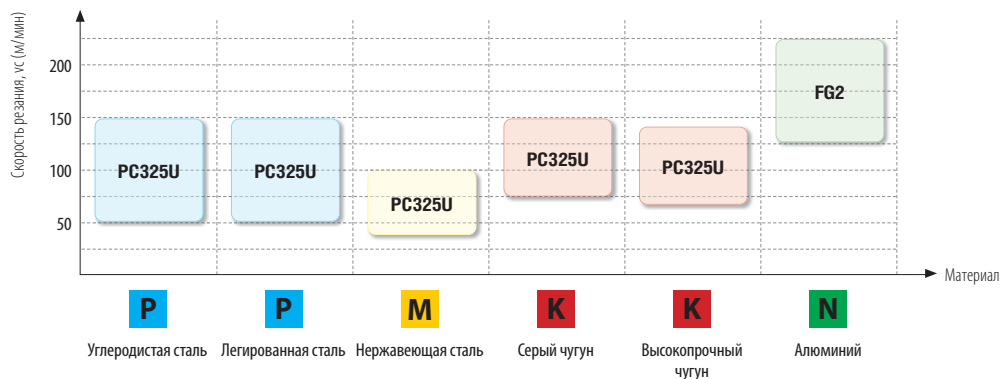 Скорость резания, vc (м/мин)
200
150
100
50
PC325U
PC325U
PC325U
PC325U
PC325U
FG2
Материал
P
P
M
K
K
N
Углеродистая сталь
Легированная сталь
Нержавеющая сталь
Серый чугун
Высокопрочный
чугун
Алюминий